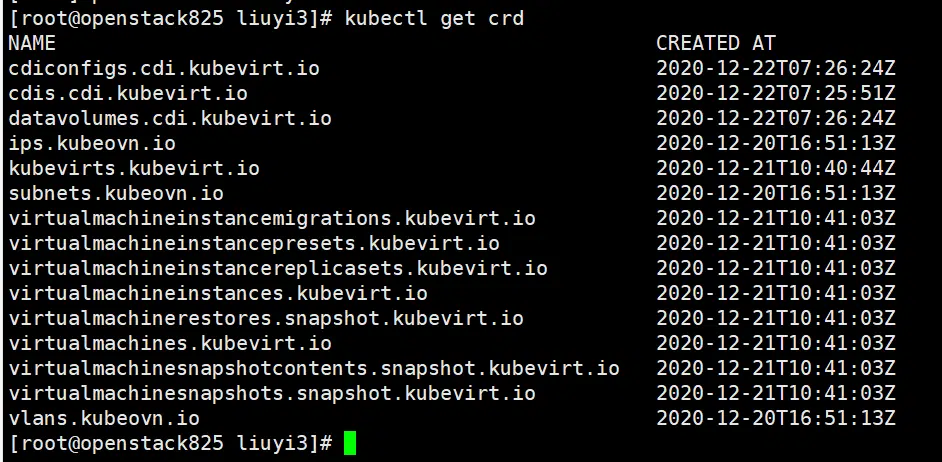 [root@openstack825 liuyi3]# kubectl get crd
NAME CREATED AT
cdiconfigs.cdi.kubevirt.io 2020-12-22T07:26:24Z
cdis.cdi.kubevirt.io 2020-12-22T07:25:51Z
datavolumes.cdi.kubevirt.io 2020-12-22T07:26:24Z
ips.kubeovn.io 2020-12-20T16:51:13Z
kubevirts.kubevirt.io 2020-12-21T10:40:44Z
subnets.kubeovn.io 2020-12-20T16:51:13Z
virtualmachineinstancemigrations.kubevirt.io 2020-12-21T10:41:03Z
virtualmachineinstancepresets.kubevirt.io 2020-12-21T10:41:03Z
virtualmachineinstancereplicasets.kubevirt.io 2020-12-21T10:41:03Z
virtualmachineinstances.kubevirt.io 2020-12-21T10:41:03Z
virtualmachinerestores.snapshot.kubevirt.io 2020-12-21T10:41:03Z
virtualmachines.kubevirt.io 2020-12-21T10:41:03Z
virtualmachinesnapshotcontents.snapshot.kubevirt.io 2020-12-21T10:41:03Z
virtualmachinesnapshots.snapshot.kubevirt.io 2020-12-21T10:41:03Z
vlans.kubeovn.io 2020-12-20T16:51:13Z
[root@openstack825 liuyi3]#